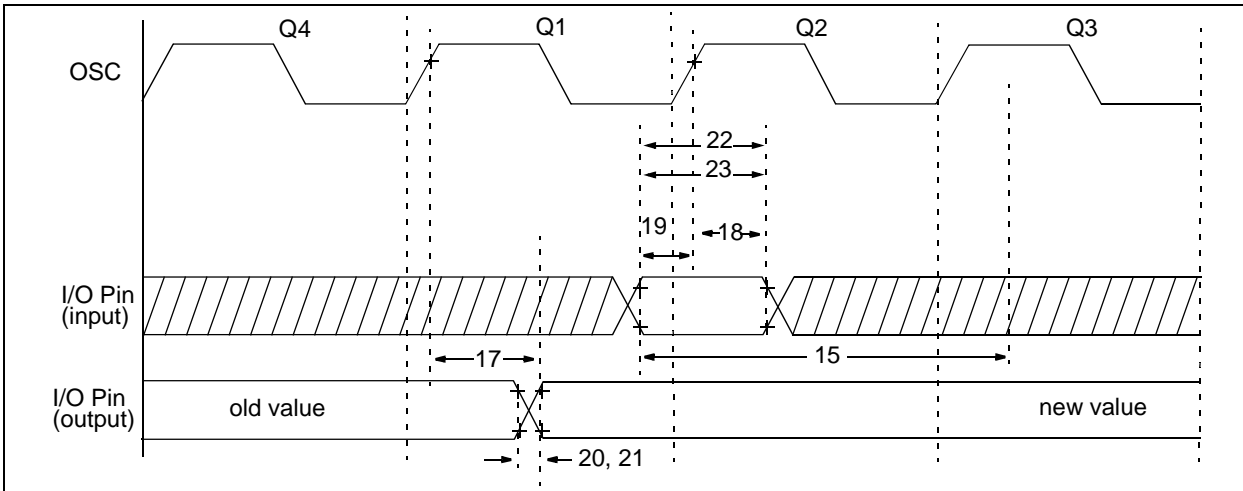 Q4 Q1 Q2 Q3
OSC
22
23
19 18
I/O Pin
(input)
17 15
I/O Pin
(output)
old value new value
20, 21